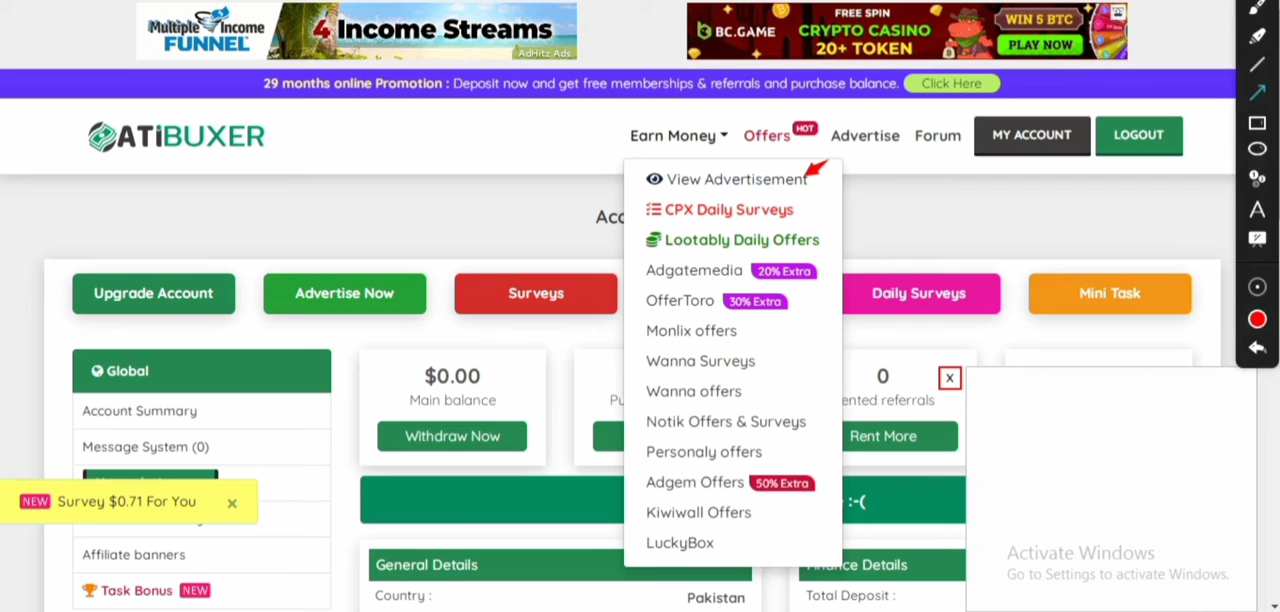 Multiple Income
FUNNEL
4 Income Streams
AdHitz Ads
BC.GAME
FREE SPIN
CRYPTO CASINO
20+ TOKEN
WIN 5 BTC
PLAY NOW
29 months online Promotion : Deposit now and get free memberships & referrals and purchase balance. Click Here
ATiBUXER
Earn Money Offers HOT Advertise Forum MY ACCOUNT LOGOUT
View Advertisement
CPX Daily Surveys
Lootably Daily Offers
Adgatemedia 20% Extra
OfferToro 30% Extra
Monlix offers
Wanna Surveys
Wanna offers
Notik Offers & Surveys
Personaly offers
Adgem Offers 50% Extra
Kiwiwall Offers
LuckyBox
Acc
Upgrade Account Advertise Now Surveys Daily Surveys Mini Task
Global
Account Summary
Message System (0)
NEW Survey $0.71 For You x
Affiliate banners
Task Bonus NEW
$0.00
Main balance
Withdraw Now
Pu
0
ented referrals
Rent More
X
:-(
General Details
Country : Pakistan
nce Details
Total Deposit :
Activate Windows
Go to Settings to activate Windows.